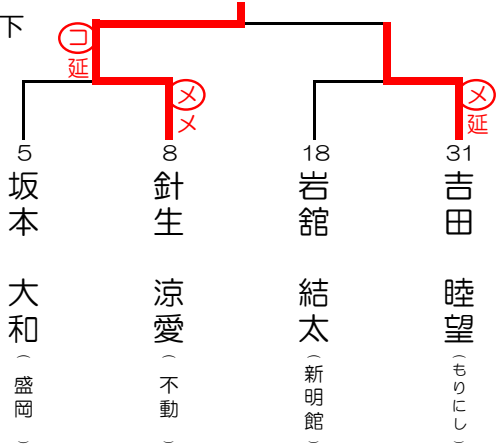 下
コ
延
メ
メ
メ
延
5
8
18
31
坂本 大和(盛岡)
針生 涼愛(不動)
岩舘 結太(新明館)
吉田 睦望(もりにし)